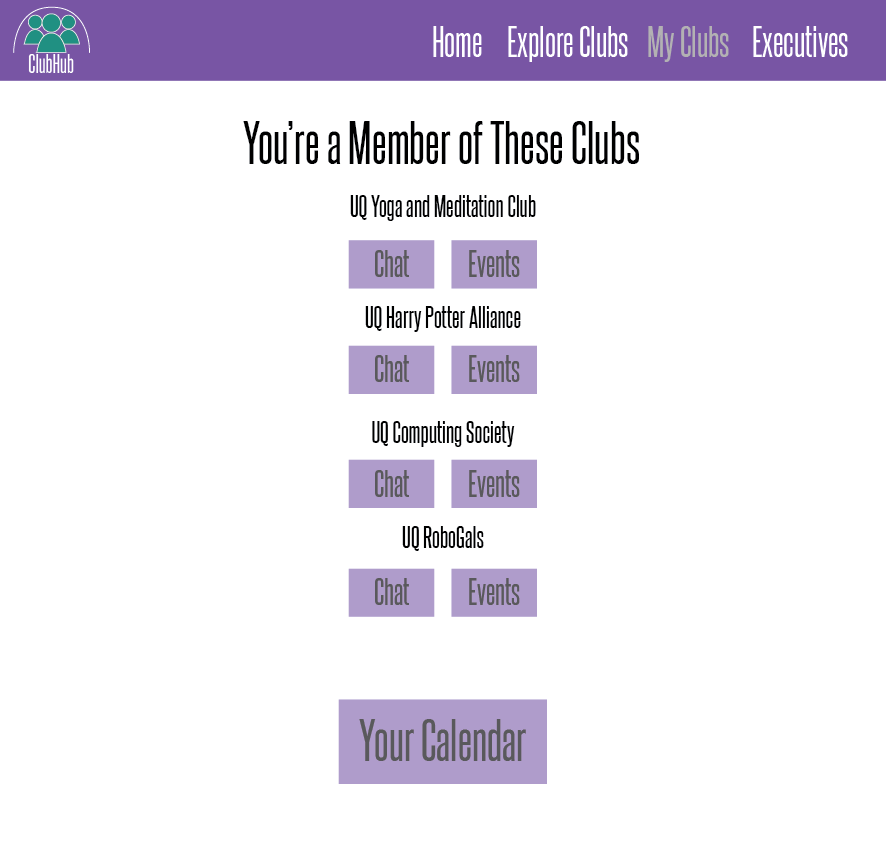 ClubHub
Home Explore Clubs My Clubs Executives
You're a Member of These Clubs
UQ Yoga and Meditation Club
Chat Events
UQ Harry Potter Alliance
Chat Events
UQ Computing Society
Chat Events
UQ RoboGals
Chat Events
Your Calendar